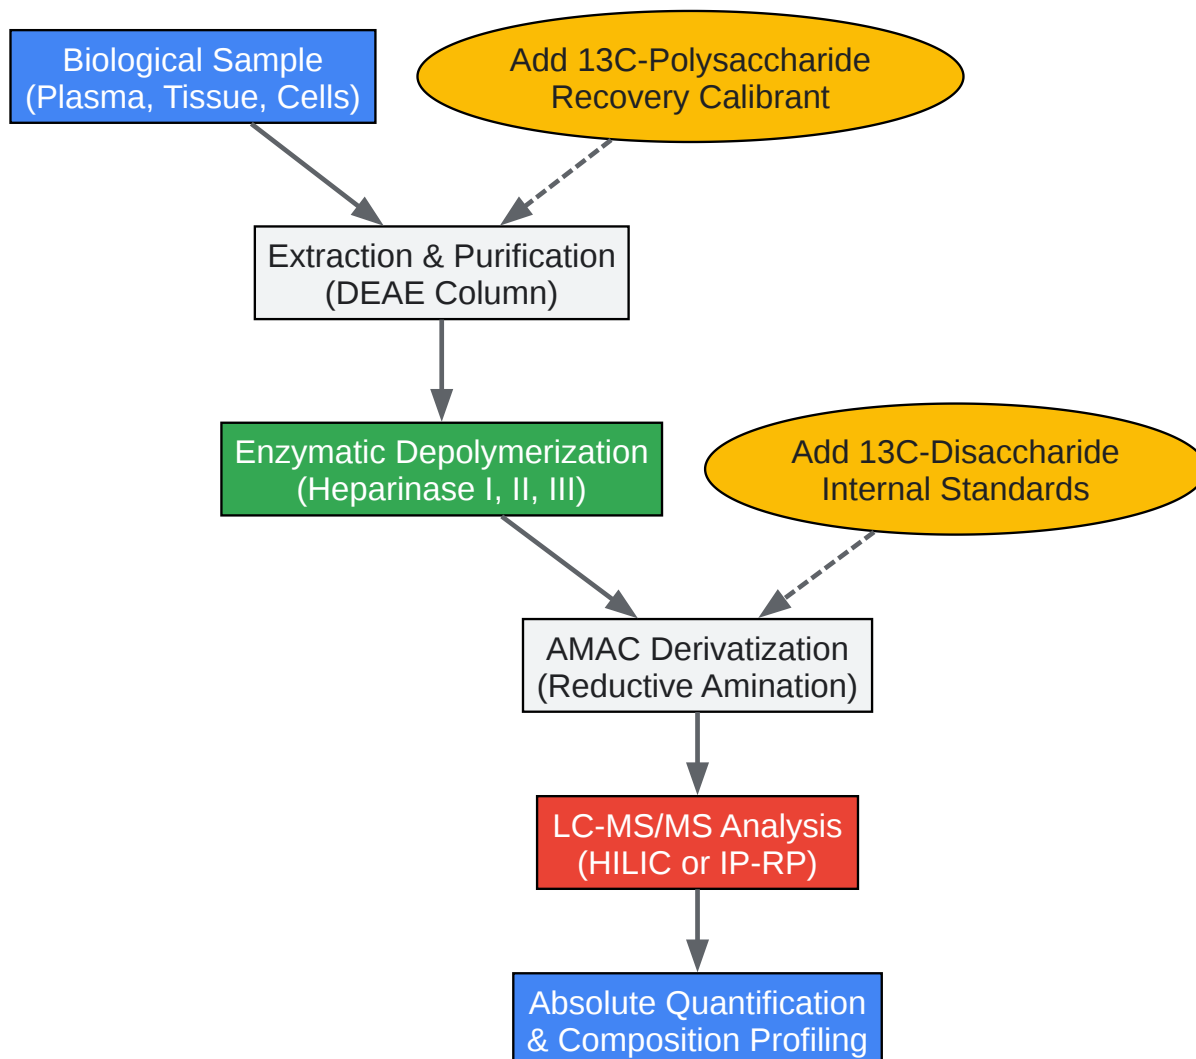 Biological Sample
(Plasma, Tissue, Cells)
Add 13C-Polysaccharide
Recovery Calibrant
Extraction & Purification
(DEAE Column)
Enzymatic Depolymerization
(Heparinase I, II, III)
Add 13C-Disaccharide
Internal Standards
AMAC Derivatization
(Reductive Amination)
LC-MS/MS Analysis
(HILIC or IP-RP)
Absolute Quantification
& Composition Profiling